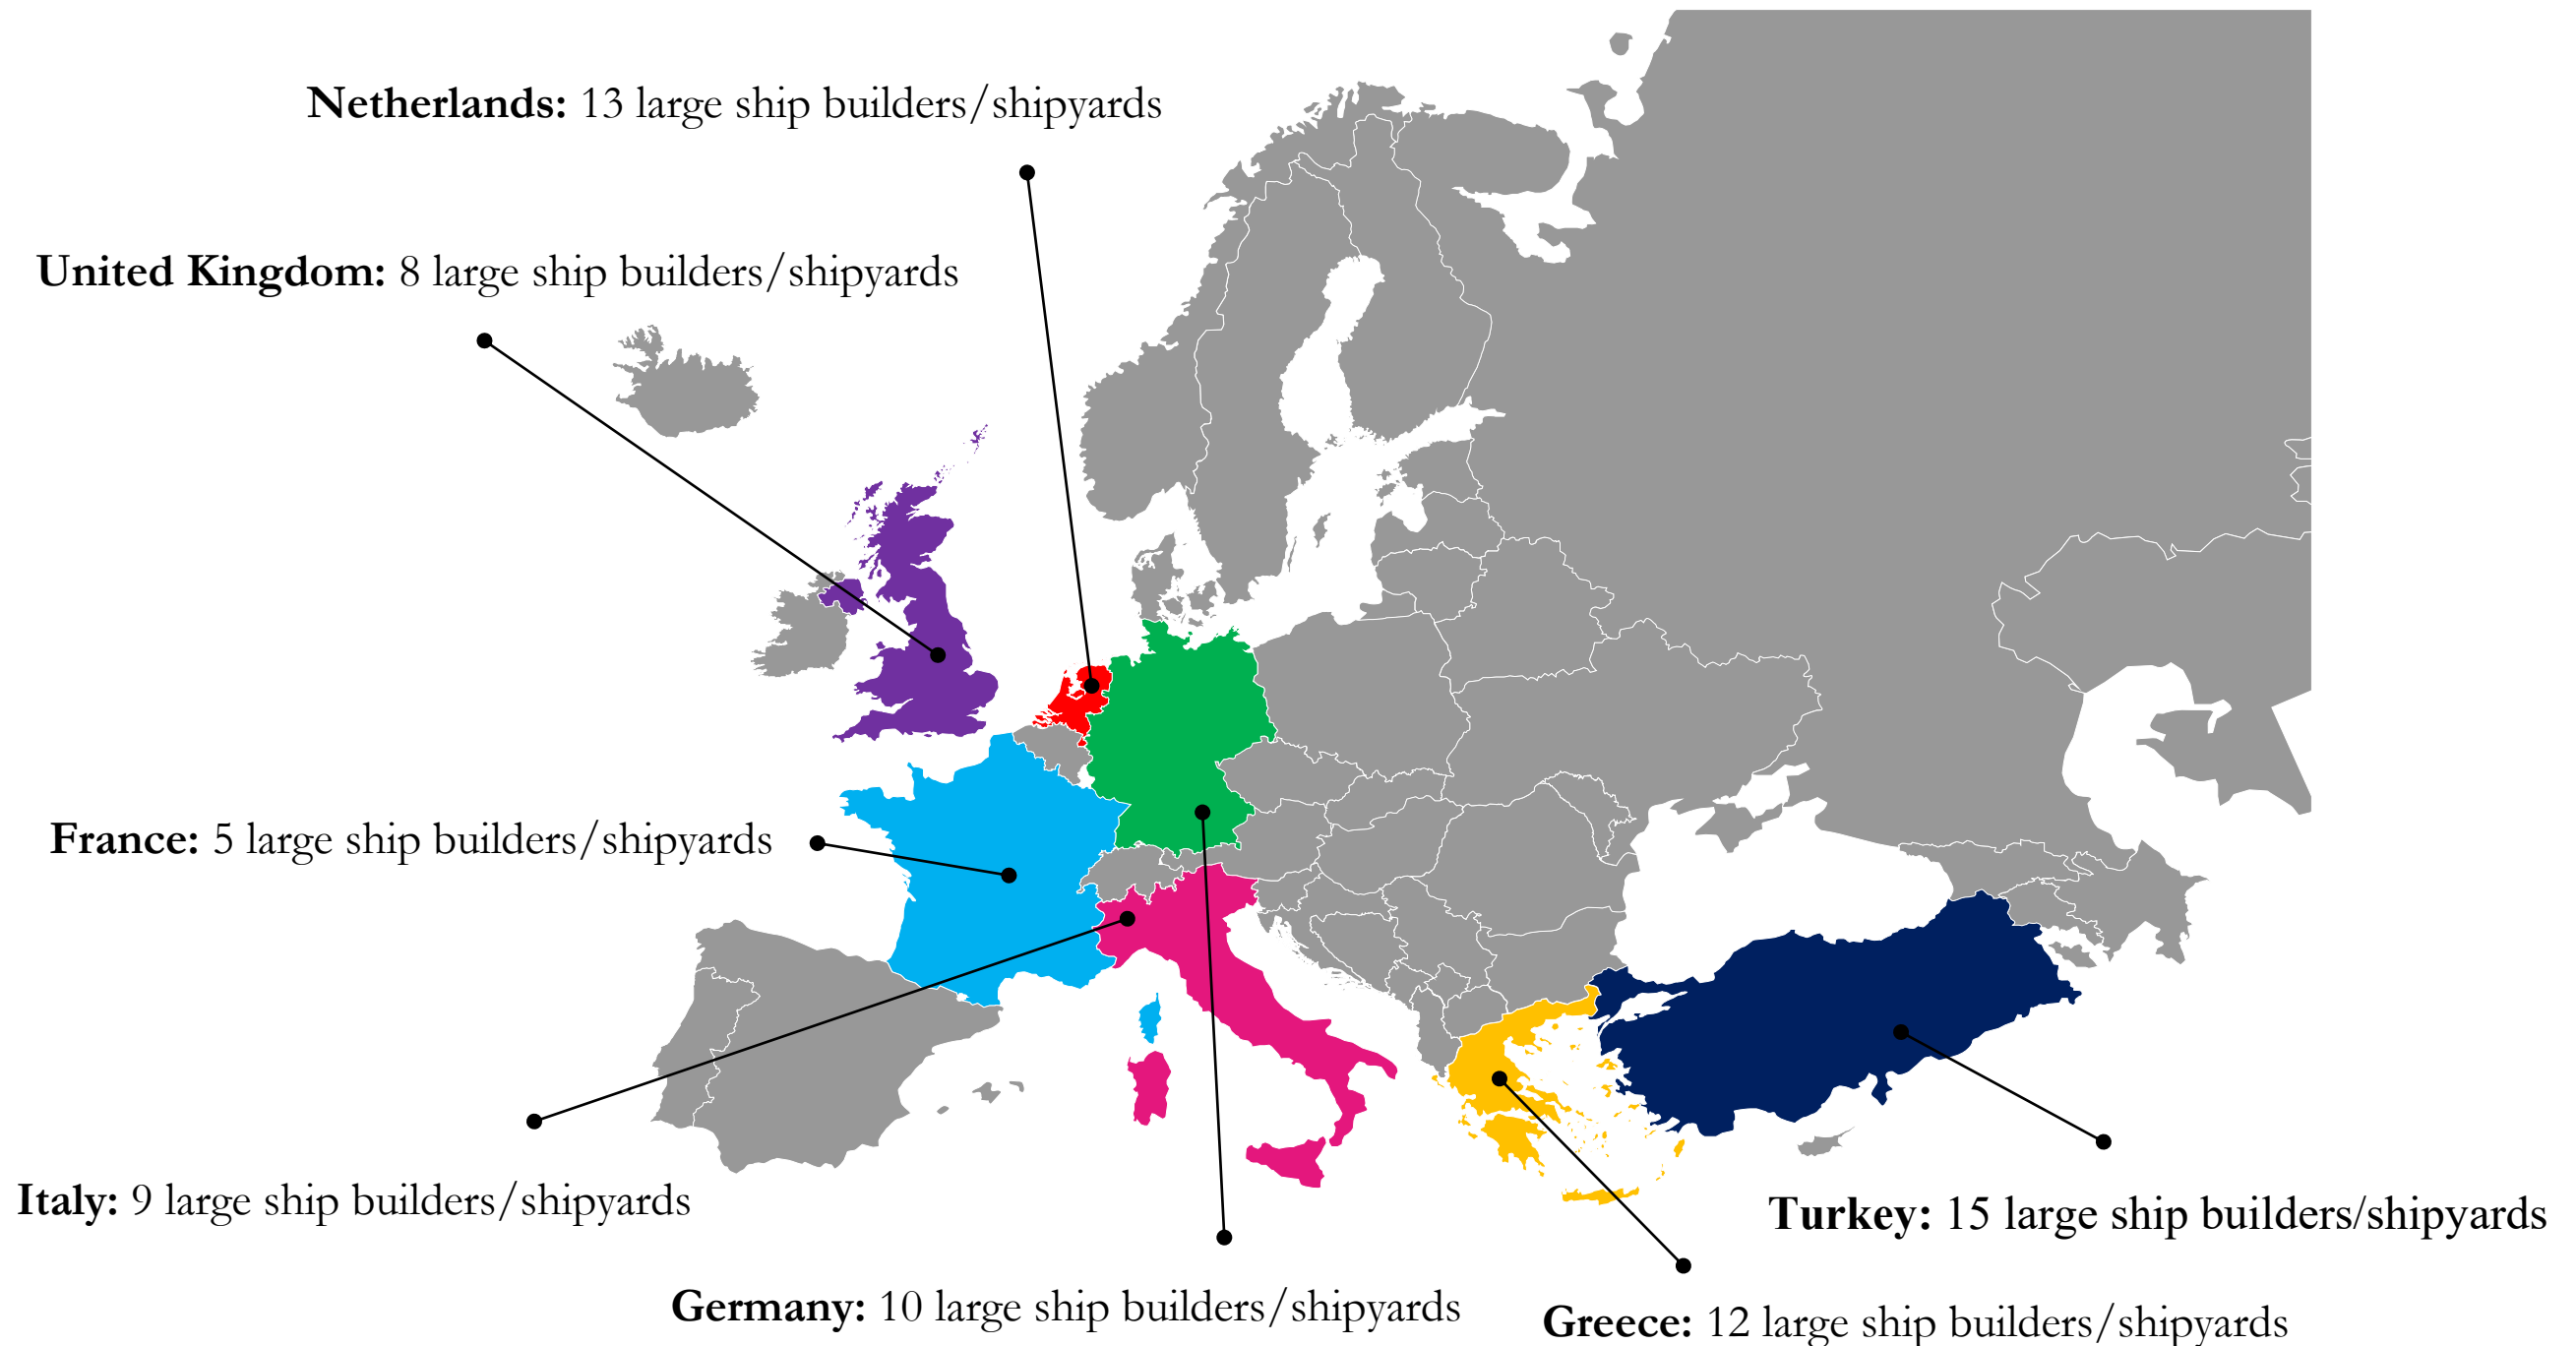 Netherlands: 13 large ship builders/shipyards
United Kingdom: 8 large ship builders/shipyards
France: 5 large ship builders/shipyards
Italy: 9 large ship builders/shipyards
Turkey: 15 large ship builders/shipyards
Germany: 10 large ship builders/shipyards
Greece: 12 large ship builders/shipyards